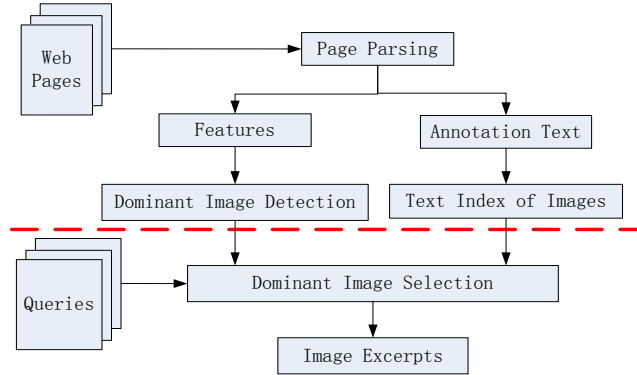 Web
Pages
Page Parsing
Features
Annotation Text
Dominant Image Detection
Text Index of Images
Queries
Dominant Image Selection
Image Excerpts